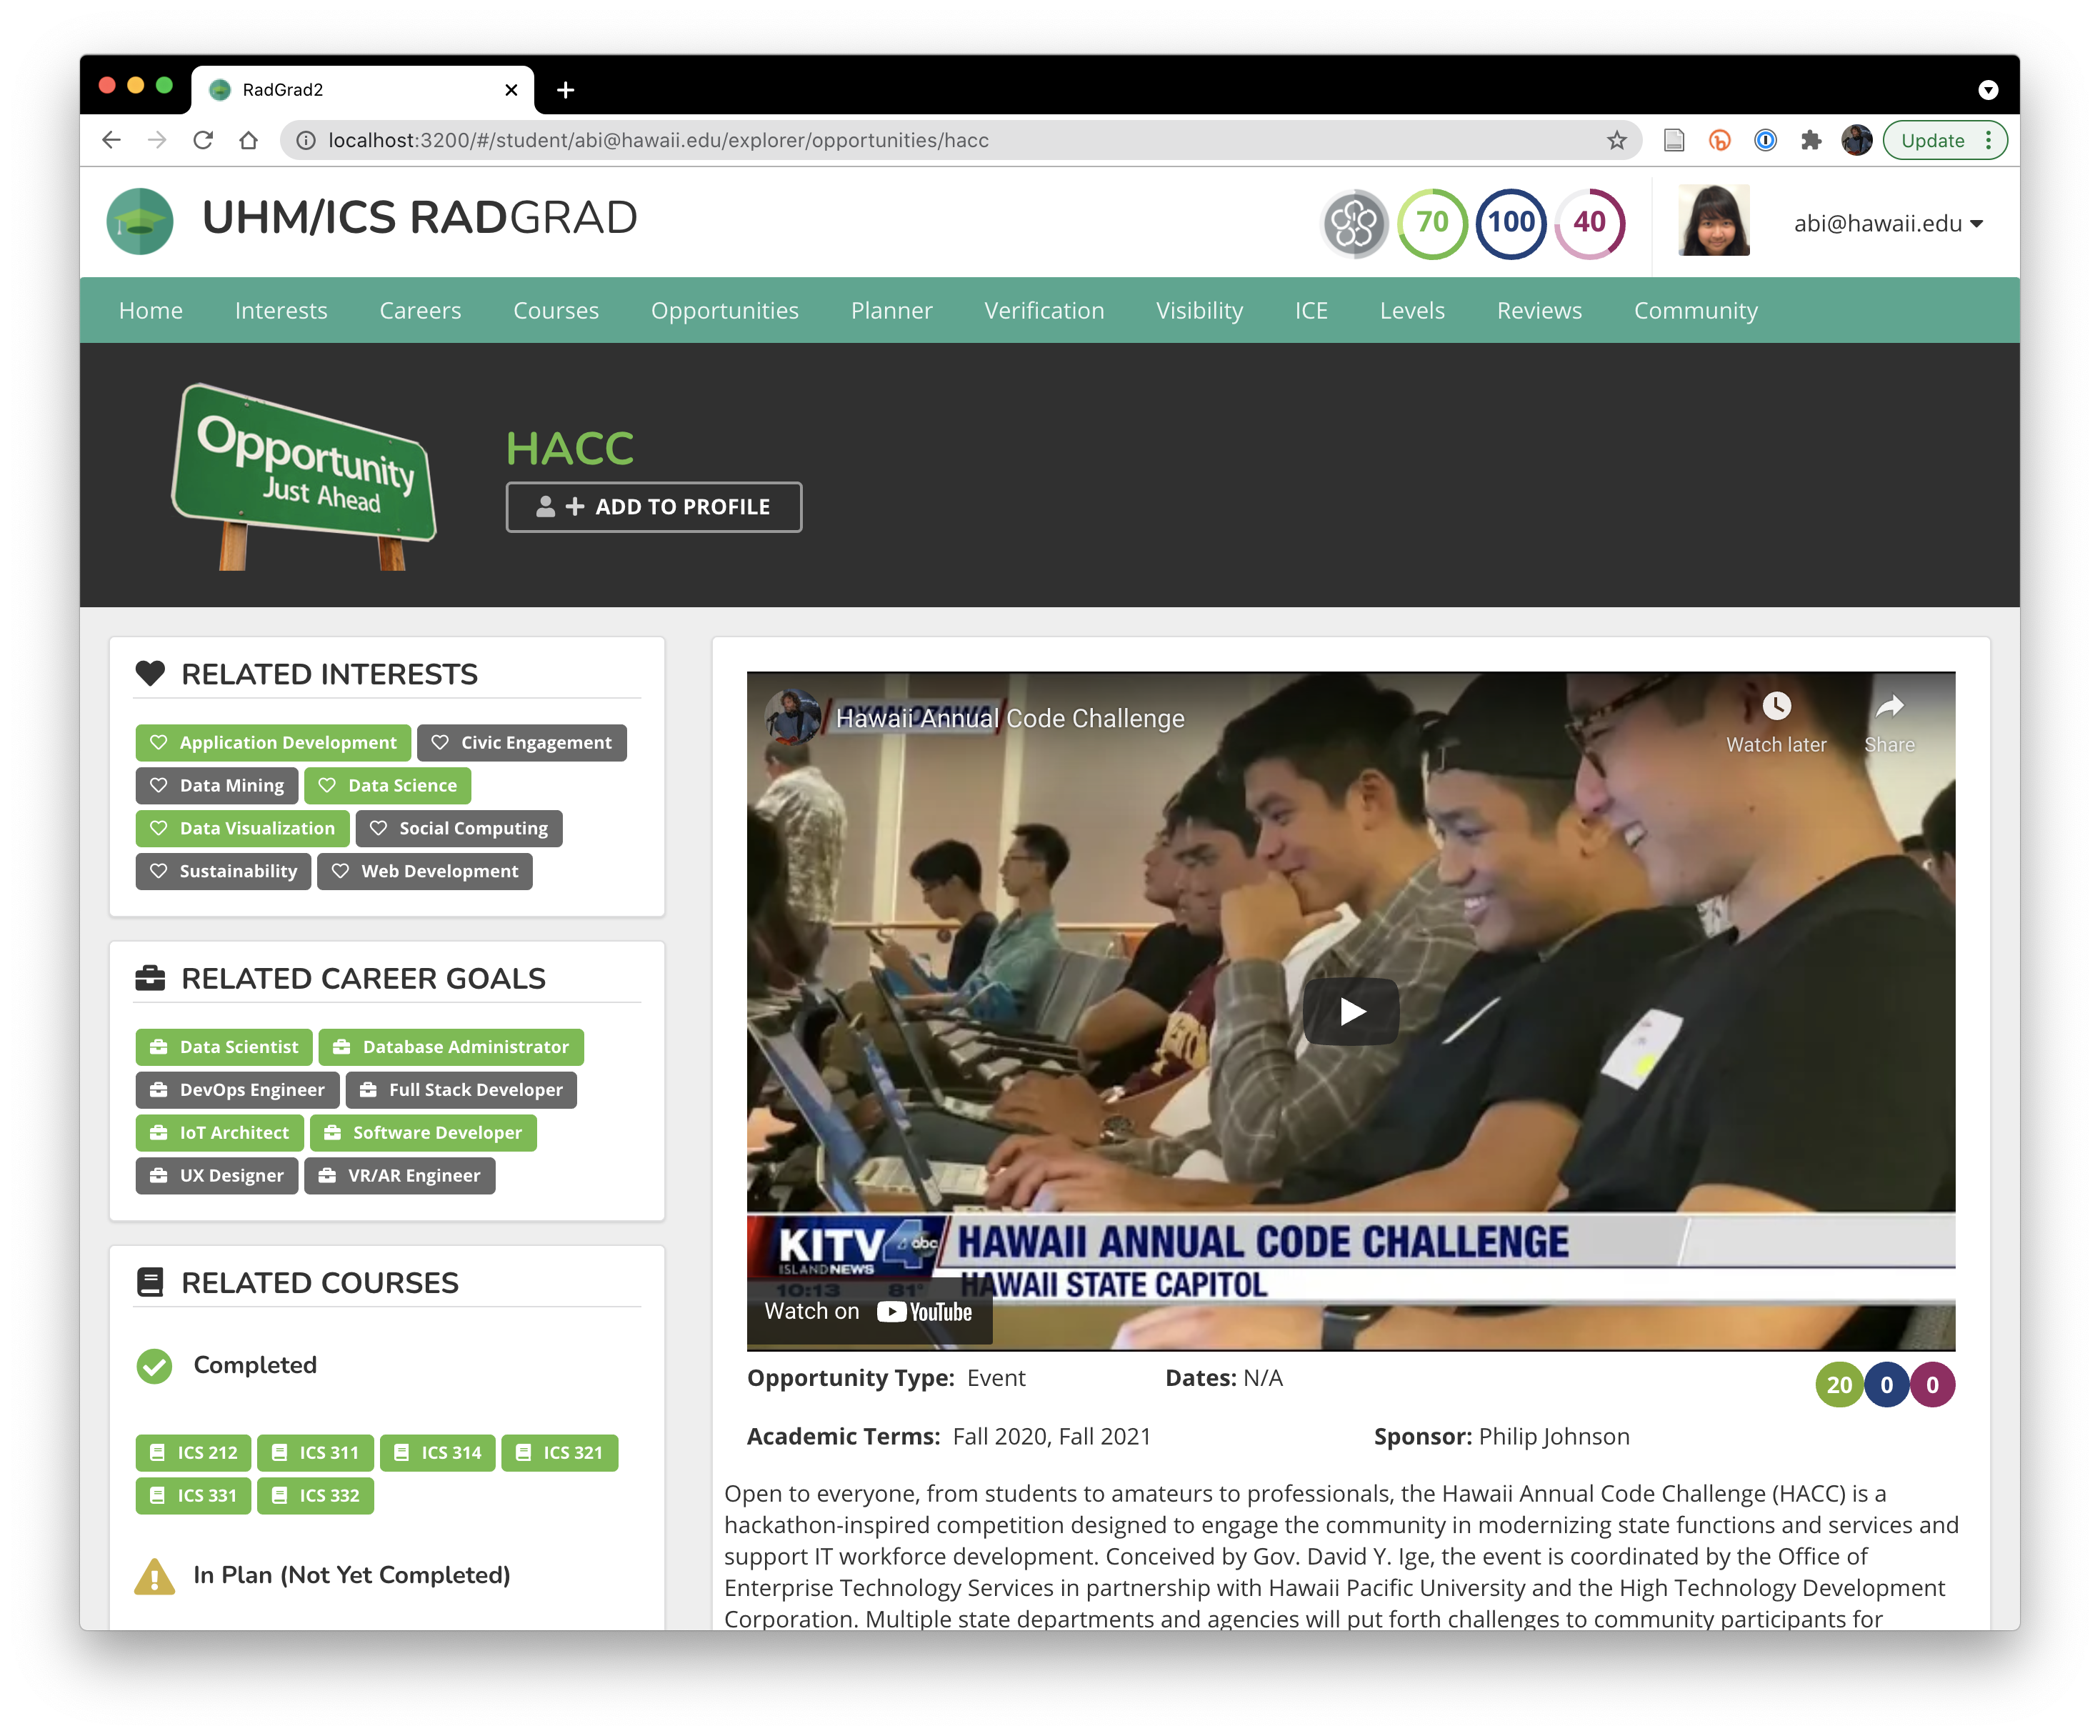 RadGrad2
localhost:3200/#/student/abi@hawaii.edu/explorer/opportunities/hacc
Update
UHM/ICS RADGRAD
70 100 40
abi@hawaii.edu
Home Interests Careers Courses Opportunities Planner Verification Visibility ICE Levels Reviews Community
Opportunity
Just Ahead
HACC
ADD TO PROFILE
RELATED INTERESTS
Application Development Civic Engagement
Data Mining Data Science
Data Visualization Social Computing
Sustainability Web Development
RELATED CAREER GOALS
Data Scientist Database Administrator
DevOps Engineer Full Stack Developer
IoT Architect Software Developer
UX Designer VR/AR Engineer
RELATED COURSES
Completed
ICS 212 ICS 311 ICS 314 ICS 321
ICS 331 ICS 332
In Plan (Not Yet Completed)
Hawaii Annual Code Challenge
Watch later Share
KITV4 abc HAWAII ANNUAL CODE CHALLENGE
ISLAND NEWS
HAWAII STATE CAPITOL
10:13 81°
Watch on YouTube
Opportunity Type: Event Dates: N/A 20 0 0
Academic Terms: Fall 2020, Fall 2021 Sponsor: Philip Johnson
Open to everyone, from students to amateurs to professionals, the Hawaii Annual Code Challenge (HACC) is a
hackathon-inspired competition designed to engage the community in modernizing state functions and services and
support IT workforce development. Conceived by Gov. David Y. Ige, the event is coordinated by the Office of
Enterprise Technology Services in partnership with Hawaii Pacific University and the High Technology Development
Corporation. Multiple state departments and agencies will put forth challenges to community participants for